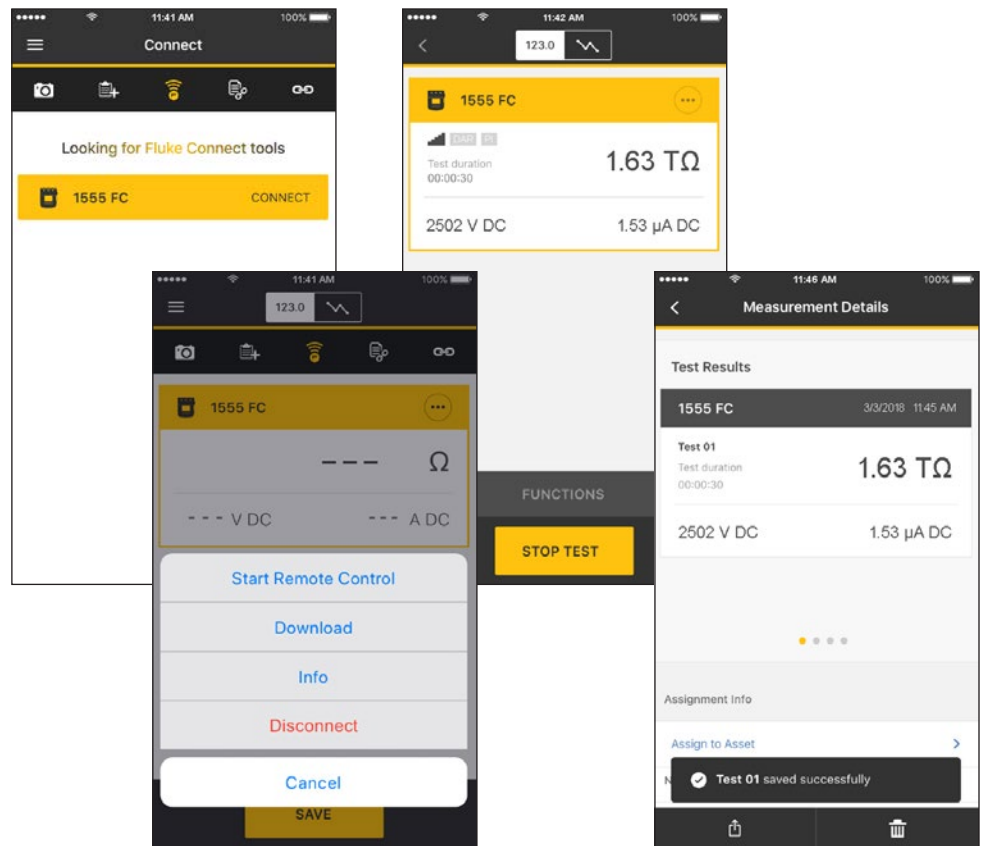 11:41 AM
100%
Connect
Looking for Fluke Connect tools
1555 FC
CONNECT
11:42 AM
100%
123.0
1555 FC
DAR PI
Test duration
00:00:30
1.63 TΩ
2502 V DC
1.53 µA DC
FUNCTIONS
STOP TEST
11:41 AM
100%
123.0
1555 FC
--- Ω
--- V DC
--- A DC
Start Remote Control
Download
Info
Disconnect
Cancel
SAVE
11:46 AM
100%
Measurement Details
Test Results
1555 FC
3/3/2018 11:45 AM
Test 01
Test duration
00:00:30
1.63 TΩ
2502 V DC
1.53 µA DC
Assignment Info
Assign to Asset
Test 01 saved successfully